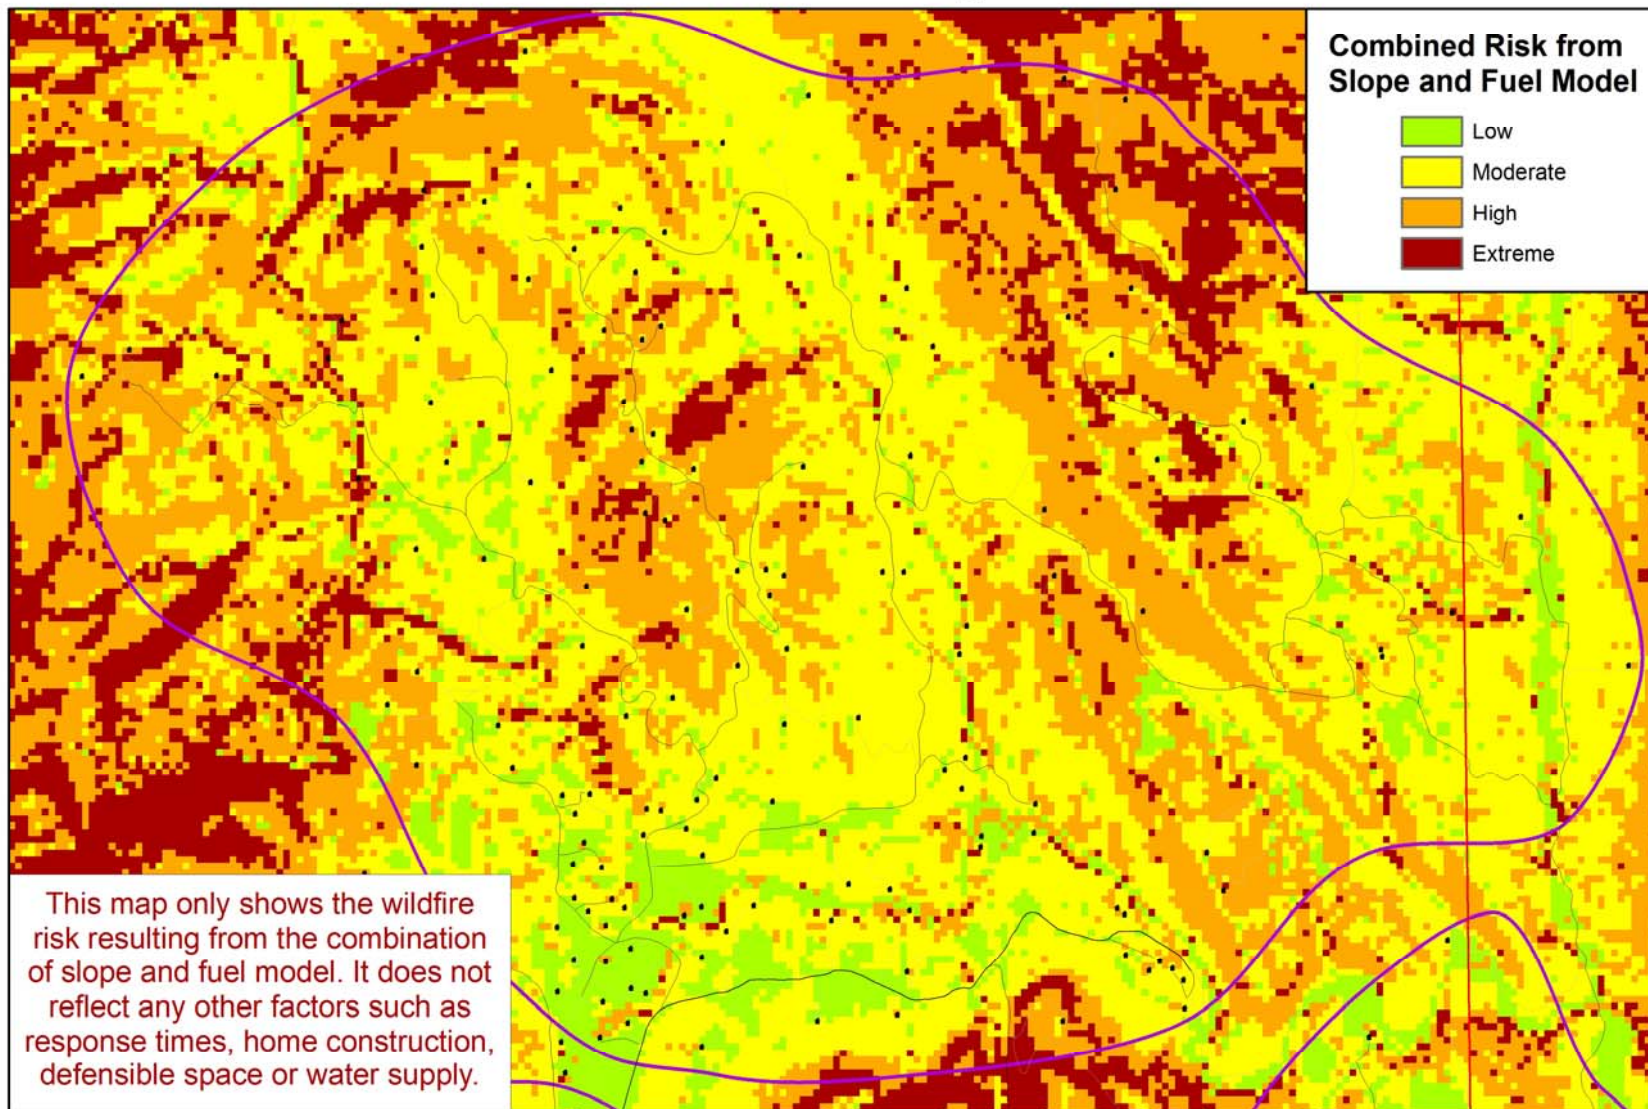 Combined Risk from
Slope and Fuel Model
Low
Moderate
High
Extreme
This map only shows the wildfire
risk resulting from the combination
of slope and fuel model. It does not
reflect any other factors such as
response times, home construction,
defensible space or water supply.